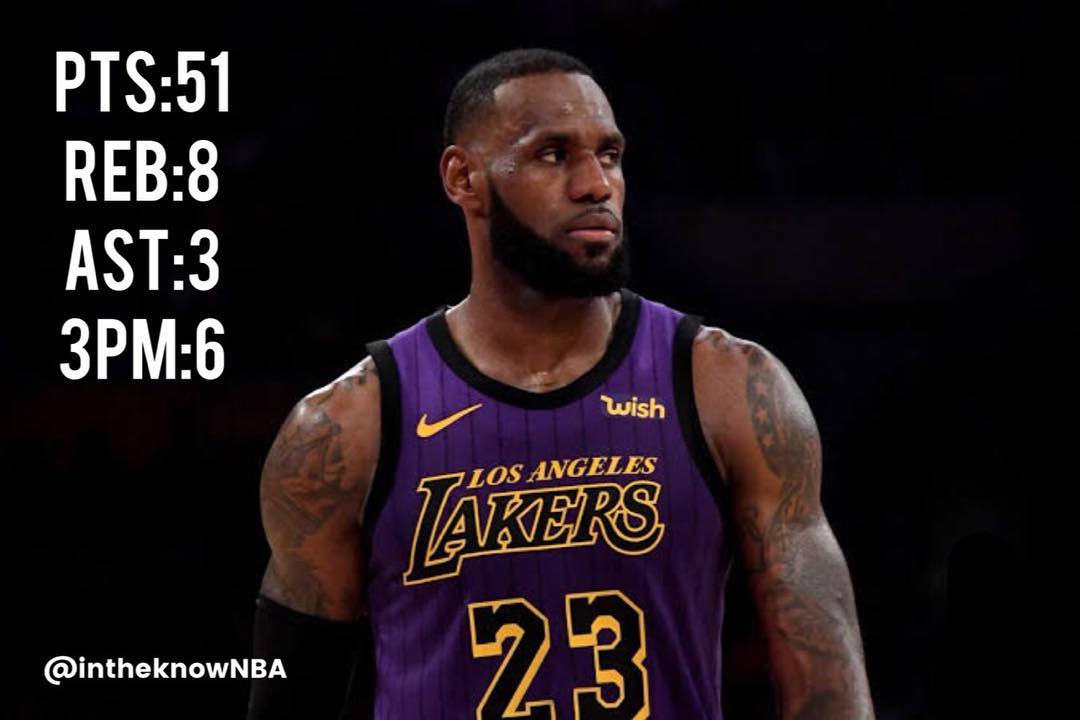 PTS:51
REB:8
AST:3
3PM:6
wish
LOS ANGELES
LAKERS
23
@intheknowNBA